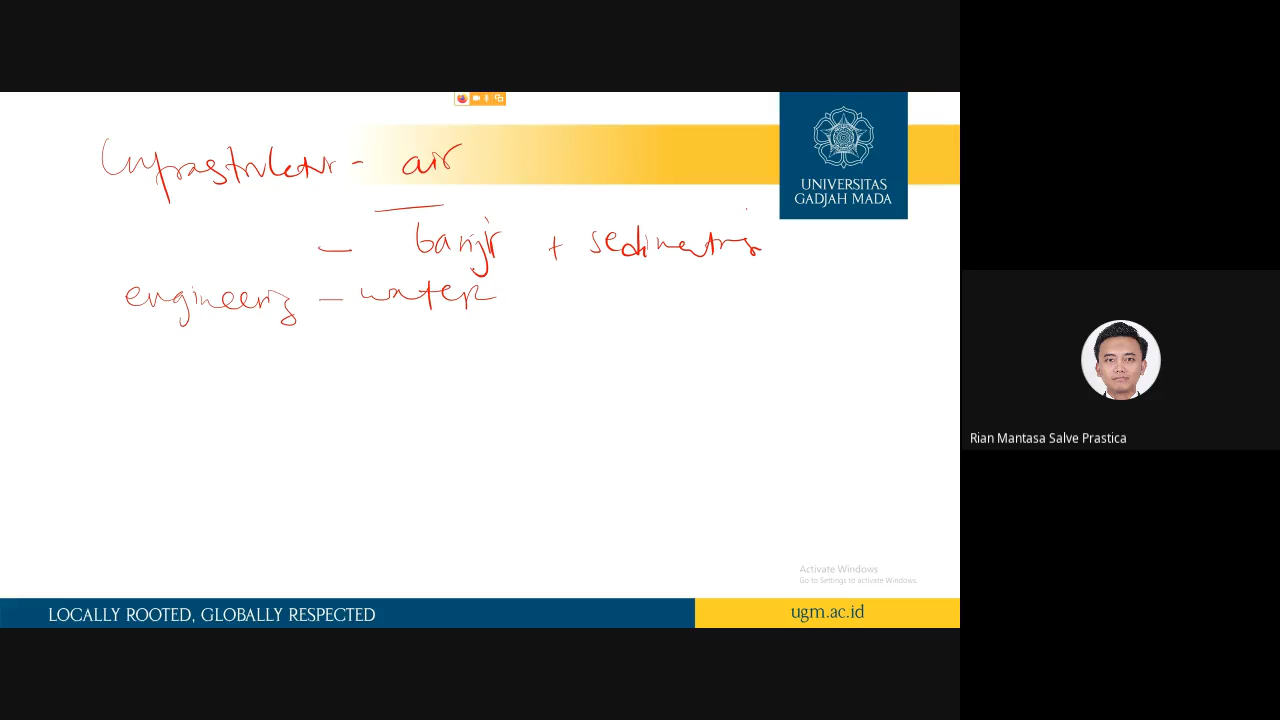 Infrastruktur - air
UNIVERSITAS
GADJAH MADA
- banjir + sedimentasi
engineering - water
Rian Mantasa Salve Prastica
Activate Windows
Go to Settings to activate Windows.
LOCALLY ROOTED, GLOBALLY RESPECTED
ugm.ac.id